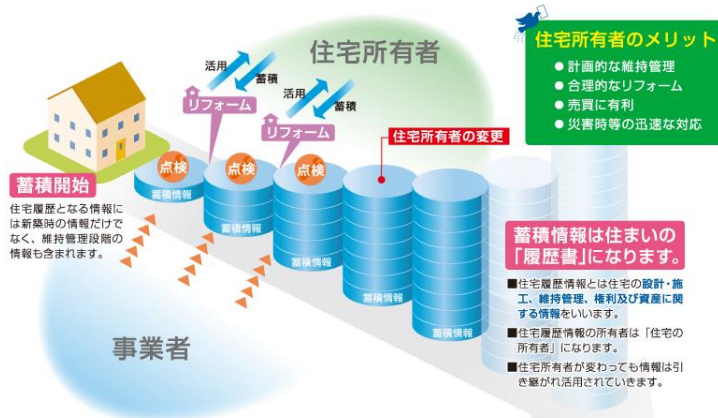 住宅所有者
住宅所有者のメリット
● 計画的な維持管理
● 合理的なリフォーム
● 売買に有利
● 災害時等の迅速な対応
活用
蓄積
リフォーム
活用
蓄積
リフォーム
住宅所有者の変更
点検
点検
点検
蓄積情報
蓄積情報
蓄積情報
蓄積情報
蓄積情報
蓄積開始
住宅履歴となる情報に
は新築時の情報だけで
なく、維持管理段階の
情報も含まれます。
事業者
蓄積情報は住まいの
「履歴書」になります。
■住宅履歴情報とは住宅の設計・施
工、維持管理、権利及び資産に関
する情報をいいます。
■住宅履歴情報の所有者は「住宅の
所有者」になります。
■住宅所有者が変わっても情報は引
き継がれ活用されていきます。